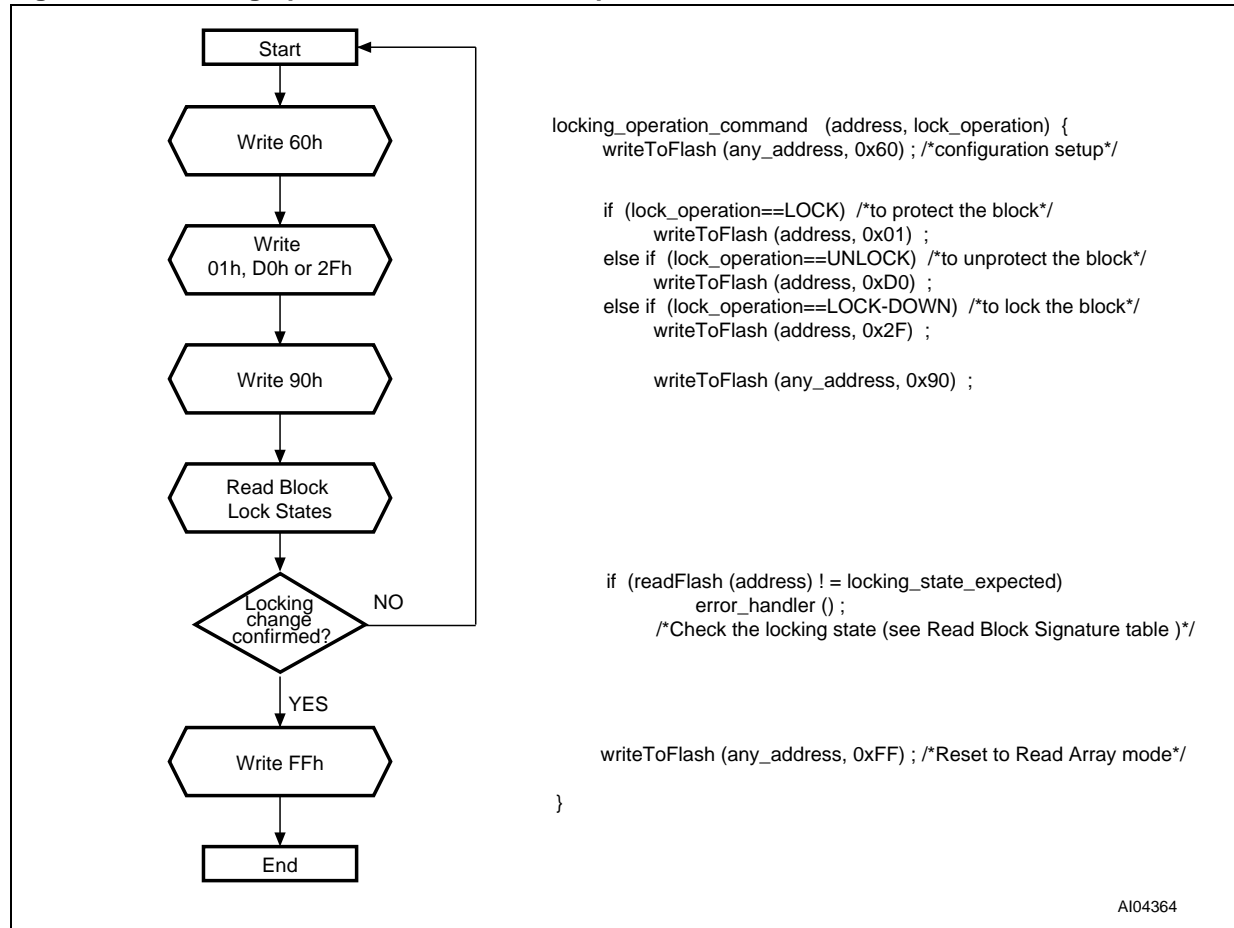 Start
Write 60h
Write
01h, D0h or 2Fh
Write 90h
Read Block
Lock States
Locking
change
confirmed?
NO
YES
Write FFh
End
locking_operation_command (address, lock_operation) {
writeToFlash (any_address, 0x60) ; /*configuration setup*/
if (lock_operation==LOCK) /*to protect the block*/
writeToFlash (address, 0x01) ;
else if (lock_operation==UNLOCK) /*to unprotect the block*/
writeToFlash (address, 0xD0) ;
else if (lock_operation==LOCK-DOWN) /*to lock the block*/
writeToFlash (address, 0x2F) ;
writeToFlash (any_address, 0x90) ;
if (readFlash (address) ! = locking_state_expected)
error_handler () ;
/*Check the locking state (see Read Block Signature table )*/
writeToFlash (any_address, 0xFF) ; /*Reset to Read Array mode*/
}
AI04364